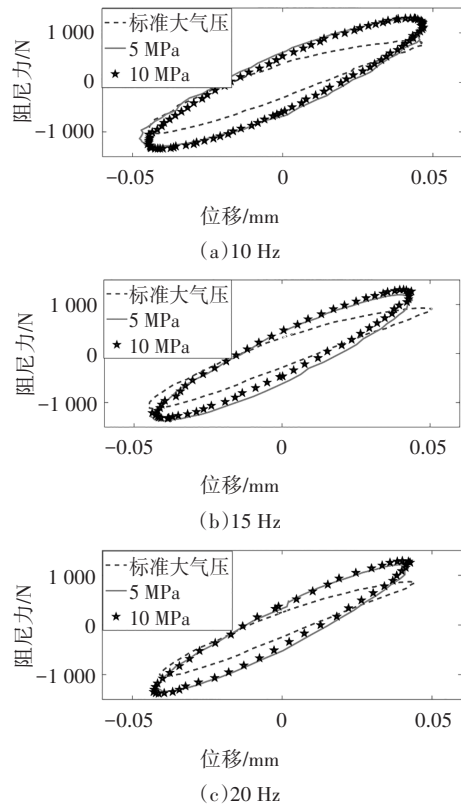 1 000
0
-1 000
阻尼力/N
标准大气压
5 MPa
10 MPa
-0.05
0
0.05
位移/mm
(a)10 Hz
1 000
0
-1 000
阻尼力/N
标准大气压
5 MPa
10 MPa
-0.05
0
0.05
位移/mm
(b)15 Hz
1 000
0
-1 000
阻尼力/N
标准大气压
5 MPa
10 MPa
-0.05
0
0.05
位移/mm
(c)20 Hz